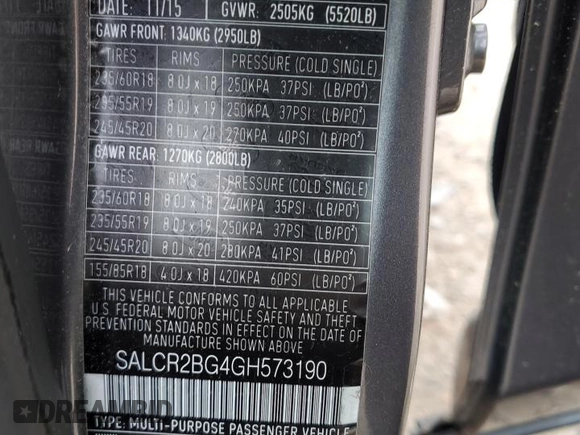 DATE: 11/15 GVWR: 2505KG (5520LB)
GAWR FRONT: 1340KG (2950LB)
TIRES RIMS PRESSURE (COLD SINGLE)
235/60R18 8.0J x 18 250KPA 37PSI (LB/PO²)
235/55R19 8.0J x 19 250KPA 37PSI (LB/PO²)
245/45R20 8.0J x 20 270KPA 40PSI (LB/PO²)
GAWR REAR: 1270KG (2800LB)
TIRES RIMS PRESSURE (COLD SINGLE)
235/60R18 8.0J x 18 240KPA 35PSI (LB/PO²)
235/55R19 8.0J x 19 250KPA 37PSI (LB/PO²)
245/45R20 8.0J x 20 280KPA 41PSI (LB/PO²)
155/85R18 4.0J x 18 420KPA 60PSI (LB/PO²)
THIS VEHICLE CONFORMS TO ALL APPLICABLE
U.S. FEDERAL MOTOR VEHICLE SAFETY AND THEFT
PREVENTION STANDARDS IN EFFECT ON THE DATE
OF MANUFACTURE SHOWN ABOVE
SALCR2BG4GH573190
TYPE: MULTI-PURPOSE PASSENGER VEHICLE
DREAMBID